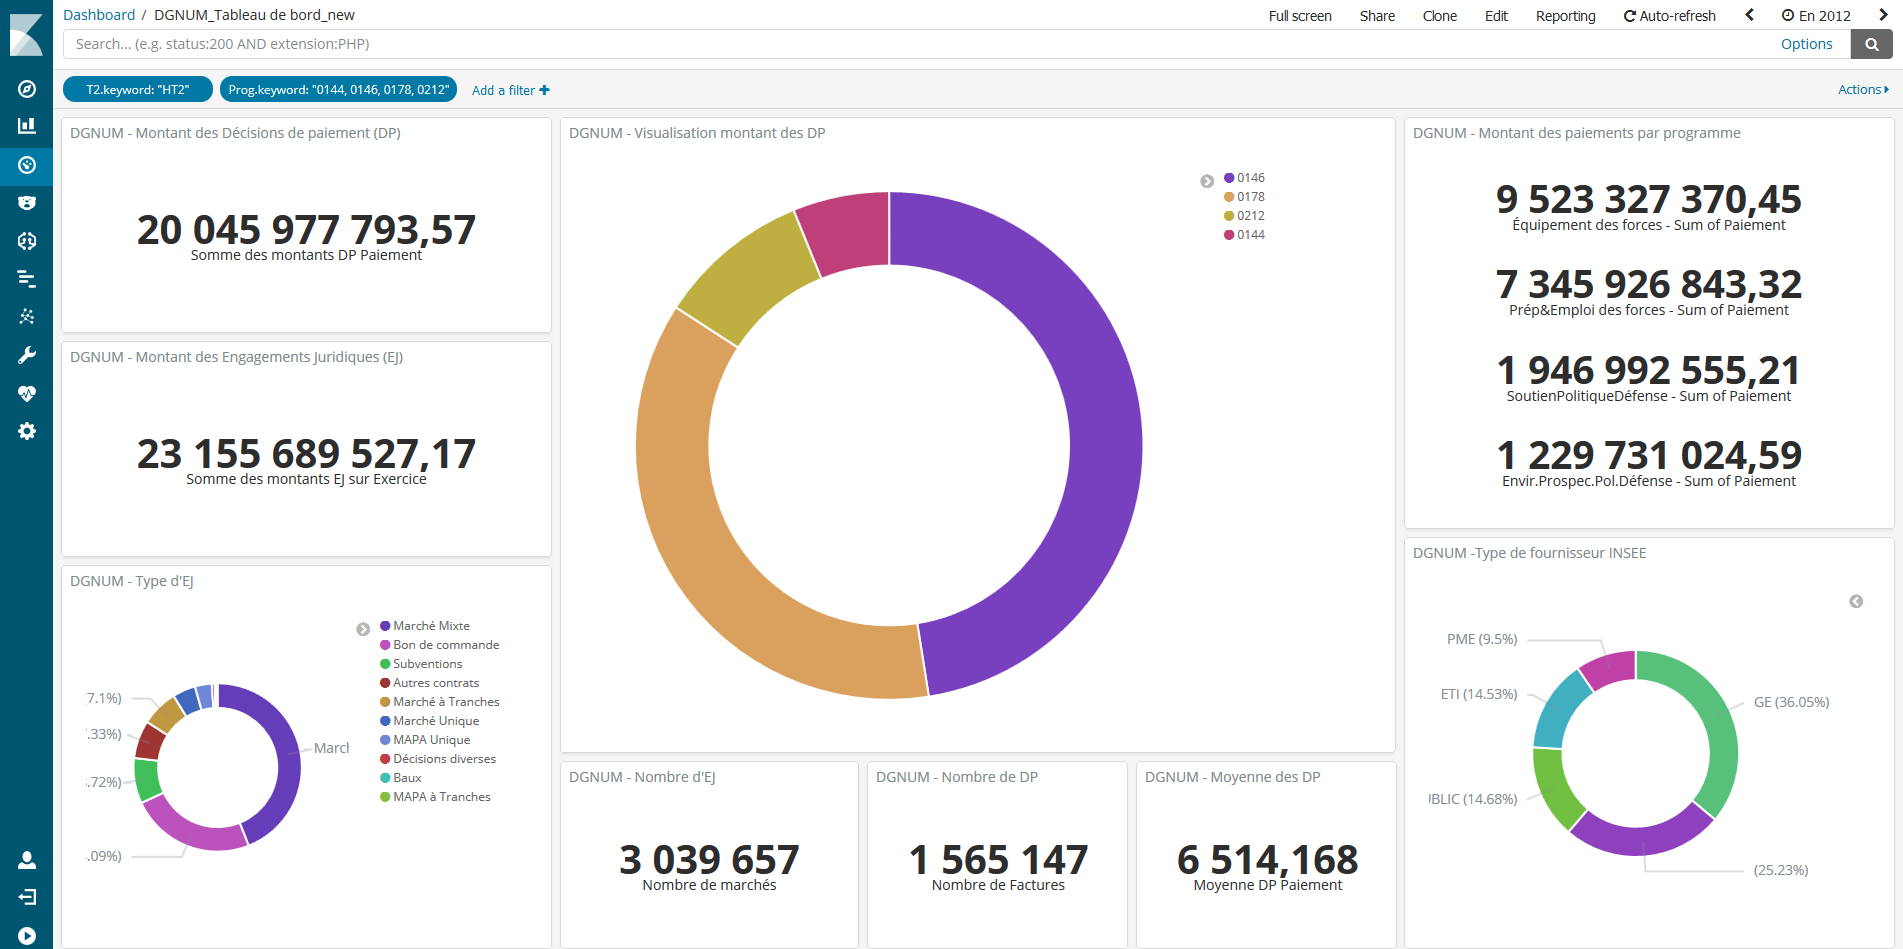 Dashboard / DGNUM_Tableau de bord_new
Full screen Share Clone Edit Reporting Auto-refresh En 2012
Search... (e.g. status:200 AND extension:PHP)
Options
T2.keyword: "HT2" Prog.keyword: "0144, 0146, 0178, 0212" Add a filter
Actions
DGNUM - Montant des Décisions de paiement (DP)
20 045 977 793,57
Somme des montants DP Paiement
DGNUM - Montant des Engagements Juridiques (EJ)
23 155 689 527,17
Somme des montants EJ sur Exercice
DGNUM - Type d'EJ
Marché Mixte
Bon de commande
Subventions
Autres contrats
Marché à Tranches
Marché Unique
MAPA Unique
Décisions diverses
Baux
MAPA à Tranches
7.1%)
.33%)
.72%)
.09%)
Marcl
DGNUM - Visualisation montant des DP
0146
0178
0212
0144
DGNUM - Nombre d'EJ
3 039 657
Nombre de marchés
DGNUM - Nombre de DP
1 565 147
Nombre de Factures
DGNUM - Moyenne des DP
6 514,168
Moyenne DP Paiement
DGNUM - Montant des paiements par programme
9 523 327 370,45
Équipement des forces - Sum of Paiement
7 345 926 843,32
Prép&Emploi des forces - Sum of Paiement
1 946 992 555,21
SoutienPolitiqueDéfense - Sum of Paiement
1 229 731 024,59
Envir.Prospec.Pol.Défense - Sum of Paiement
DGNUM -Type de fournisseur INSEE
PME (9.5%)
ETI (14.53%)
GE (36.05%)
IBLIC (14.68%)
(25.23%)